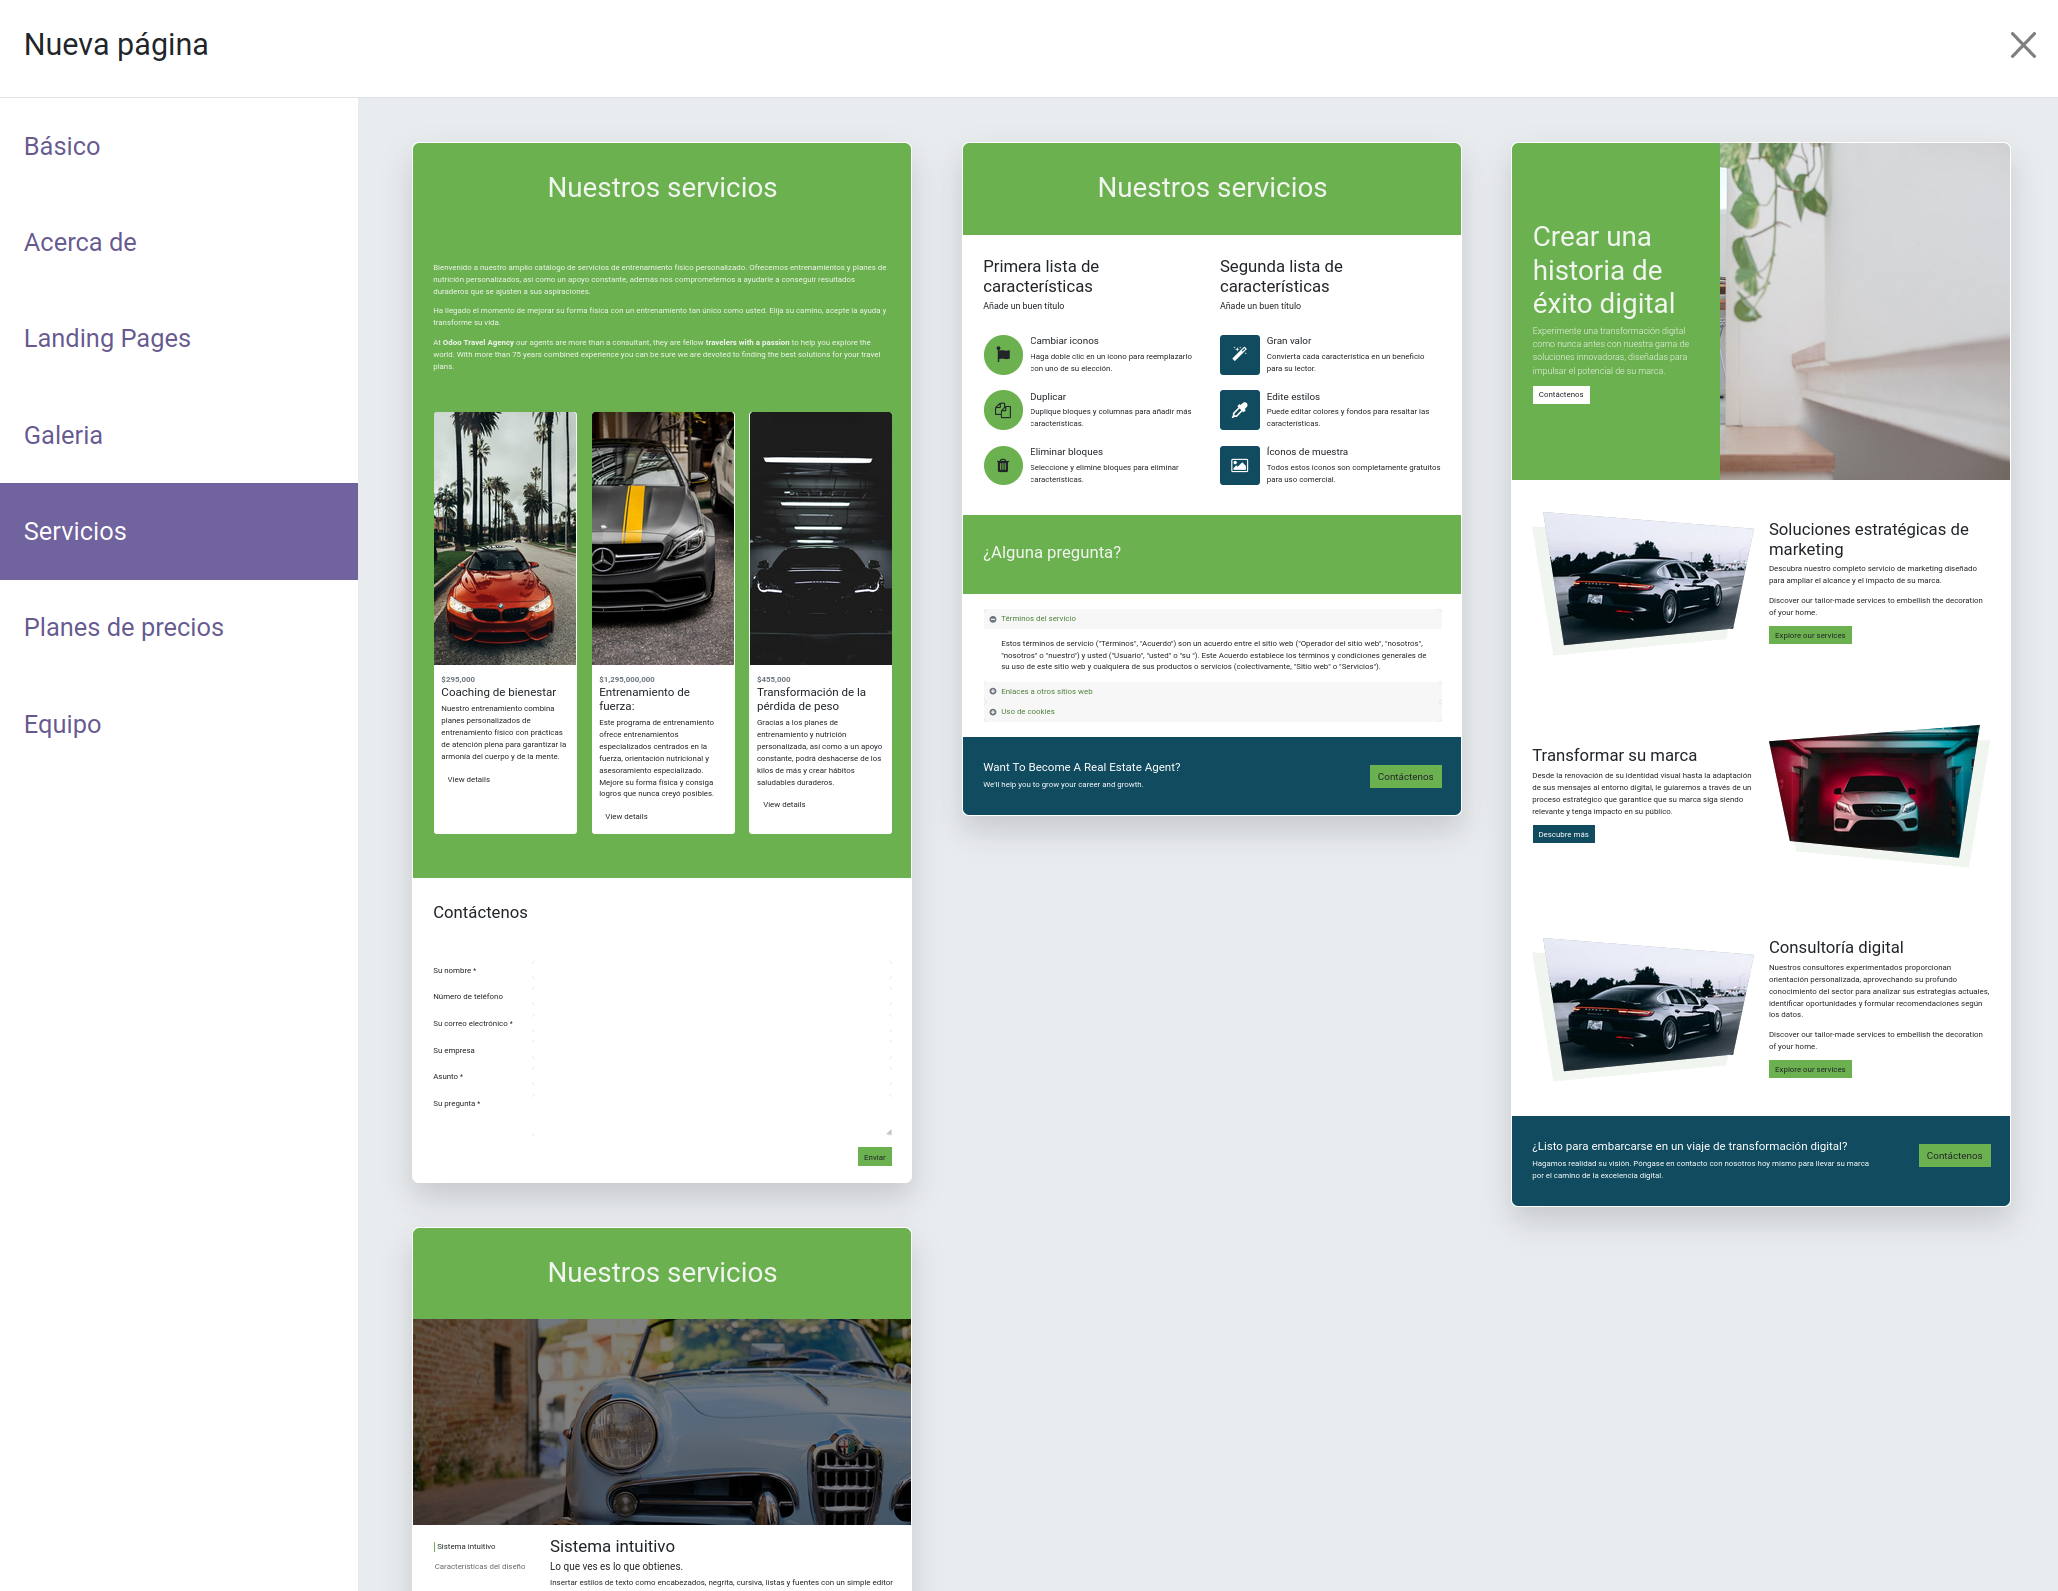 Nueva página
Básico
Acerca de
Landing Pages
Galeria
Servicios
Planes de precios
Equipo
Nuestros servicios
Bienvenido a nuestro amplio catálogo de servicios de entrenamiento físico personalizado. Ofrecemos entrenamientos y planes de
nutrición personalizados, así como un apoyo constante, además nos comprometemos a ayudarle a conseguir resultados
duraderos que se ajusten a sus aspiraciones.
Ha llegado el momento de mejorar su forma física con un entrenamiento tan único como usted. Elija su camino, acepte la ayuda y
transforme su vida.
At Odoo Travel Agency our agents are more than a consultant, they are fellow travelers with a passion to help you explore the
world. With more than 75 years combined experience you can be sure we are devoted to finding the best solutions for your travel
plans.
$295,000
Coaching de bienestar
Nuestro entrenamiento combina
planes personalizados de
entrenamiento físico con prácticas
de atención plena para garantizar la
armonía del cuerpo y de la mente.
View details
$1,295,000,000
Entrenamiento de
fuerza:
Este programa de entrenamiento
ofrece entrenamientos
especializados centrados en la
fuerza, orientación nutricional y
asesoramiento especializado.
Mejore su forma física y consiga
logros que nunca creyó posibles.
View details
$455,000
Transformación de la
pérdida de peso
Gracias a los planes de
entrenamiento y nutrición
personalizada, así como a un apoyo
constante, podrá deshacerse de los
kilos de más y crear hábitos
saludables duraderos.
View details
Contáctenos
Su nombre *
Número de teléfono
Su correo electrónico *
Su empresa
Asunto *
Su pregunta *
Enviar
Nuestros servicios
Sistema intuitivo
Características del diseño
Sistema intuitivo
Lo que ves es lo que obtienes.
Insertar estilos de texto como encabezados, negrita, cursiva, listas y fuentes con un simple editor
Nuestros servicios
Primera lista de
características
Añade un buen título
Cambiar iconos
Haga doble clic en un icono para reemplazarlo
con uno de su elección.
Duplicar
Duplique bloques y columnas para añadir más
características.
Eliminar bloques
Seleccione y elimine bloques para eliminar
características.
Segunda lista de
características
Añade un buen título
Gran valor
Convierta cada característica en un beneficio
para su lector.
Edite estilos
Puede editar colores y fondos para resaltar las
características.
Íconos de muestra
Todos estos iconos son completamente gratuitos
para uso comercial.
¿Alguna pregunta?
Términos del servicio
Estos términos de servicio ("Términos", "Acuerdo") son un acuerdo entre el sitio web ("Operador del sitio web", "nosotros",
"nosotros" o "nuestro") y usted ("Usuario", "usted" o "su "). Este Acuerdo establece los términos y condiciones generales de
su uso de este sitio web y cualquiera de sus productos o servicios (colectivamente, "Sitio web" o "Servicios").
Enlaces a otros sitios web
Uso de cookies
Want To Become A Real Estate Agent?
We'll help you to grow your career and growth.
Contáctenos
Crear una
historia de
éxito digital
Experimente una transformación digital
como nunca antes con nuestra gama de
soluciones innovadoras, diseñadas para
impulsar el potencial de su marca.
Contáctenos
Soluciones estratégicas de
marketing
Descubra nuestro completo servicio de marketing diseñado
para ampliar el alcance y el impacto de su marca.
Discover our tailor-made services to embellish the decoration
of your home.
Explore our services
Transformar su marca
Desde la renovación de su identidad visual hasta la adaptación
de sus mensajes al entorno digital, le guiaremos a través de un
proceso estratégico que garantice que su marca siga siendo
relevante y tenga impacto en su público.
Descubre más
Consultoría digital
Nuestros consultores experimentados proporcionan
orientación personalizada, aprovechando su profundo
conocimiento del sector para analizar sus estrategias actuales,
identificar oportunidades y formular recomendaciones según
los datos.
Discover our tailor-made services to embellish the decoration
of your home.
Explore our services
¿Listo para embarcarse en un viaje de transformación digital?
Hagamos realidad su visión. Póngase en contacto con nosotros hoy mismo para llevar su marca
por el camino de la excelencia digital.
Contáctenos